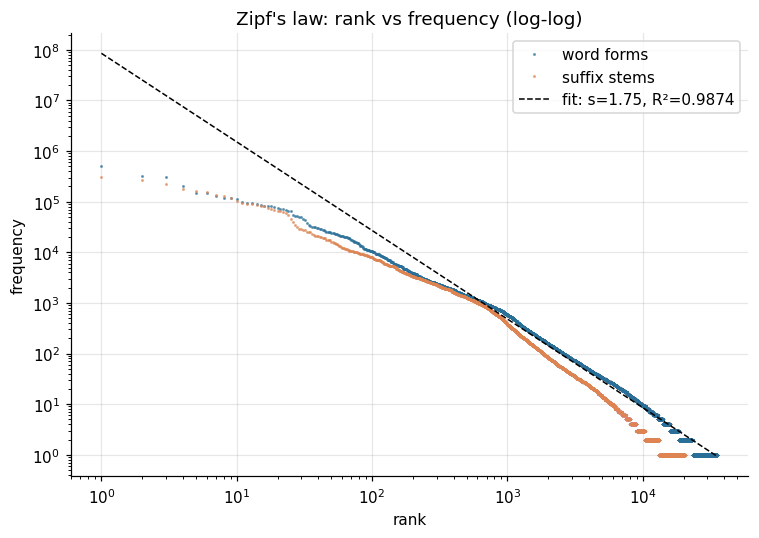 Zipf's law: rank vs frequency (log-log)
word forms
suffix stems
fit: s=1.75, R²=0.9874
frequency
10⁸
10⁷
10⁶
10⁵
10⁴
10³
10²
10¹
10⁰
10⁰ 10¹ 10² 10³ 10⁴
rank